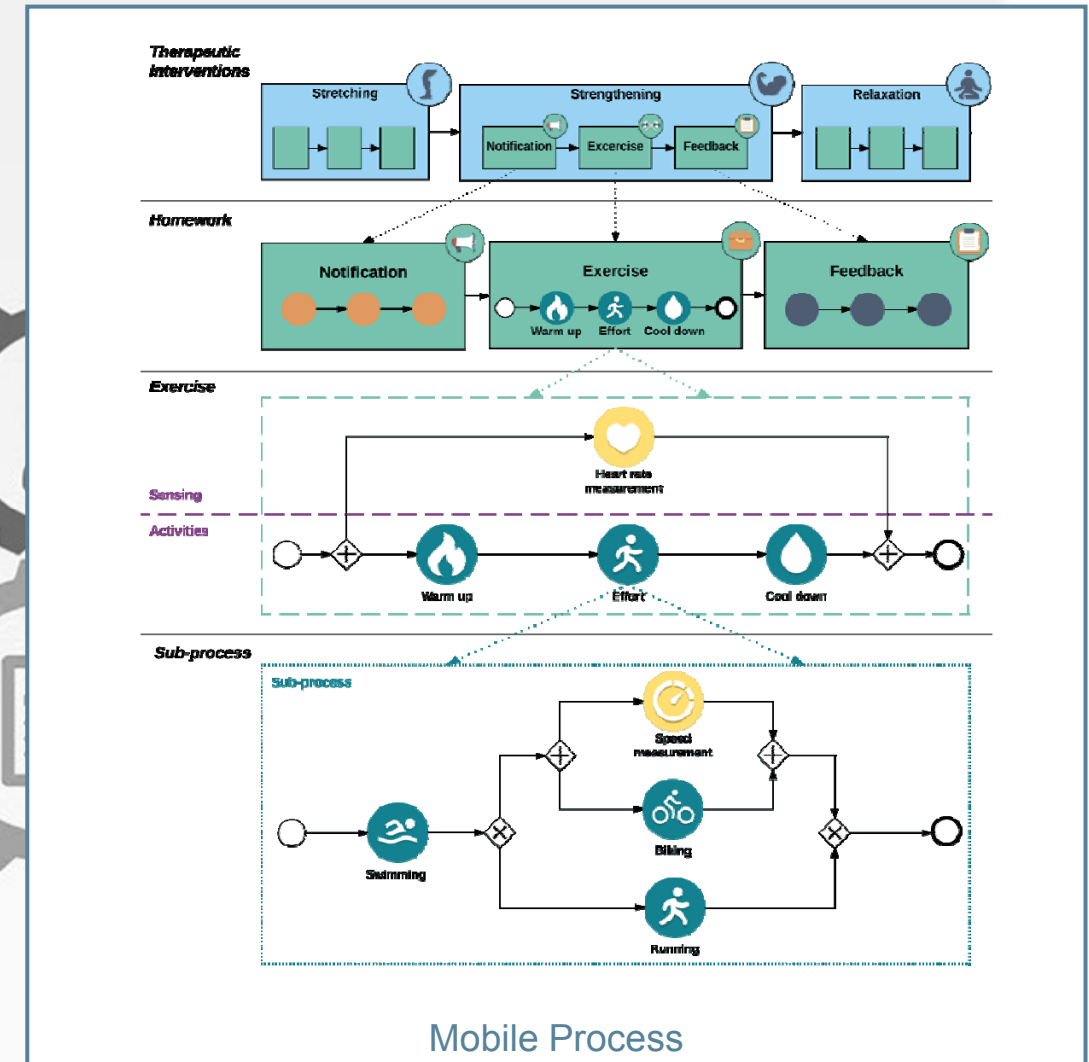 Therapeutic
interventions
Stretching
Strengthening
Relaxation
Notification
Excercise
Feedback
Homework
Notification
Exercise
Feedback
Warm up
Effort
Cool down
Exercise
Heart rate
measurement
Sensing
Activities
Warm up
Effort
Cool down
Sub-process
Sub-process
Speed
measurement
Biking
Swimming
Running
Mobile Process